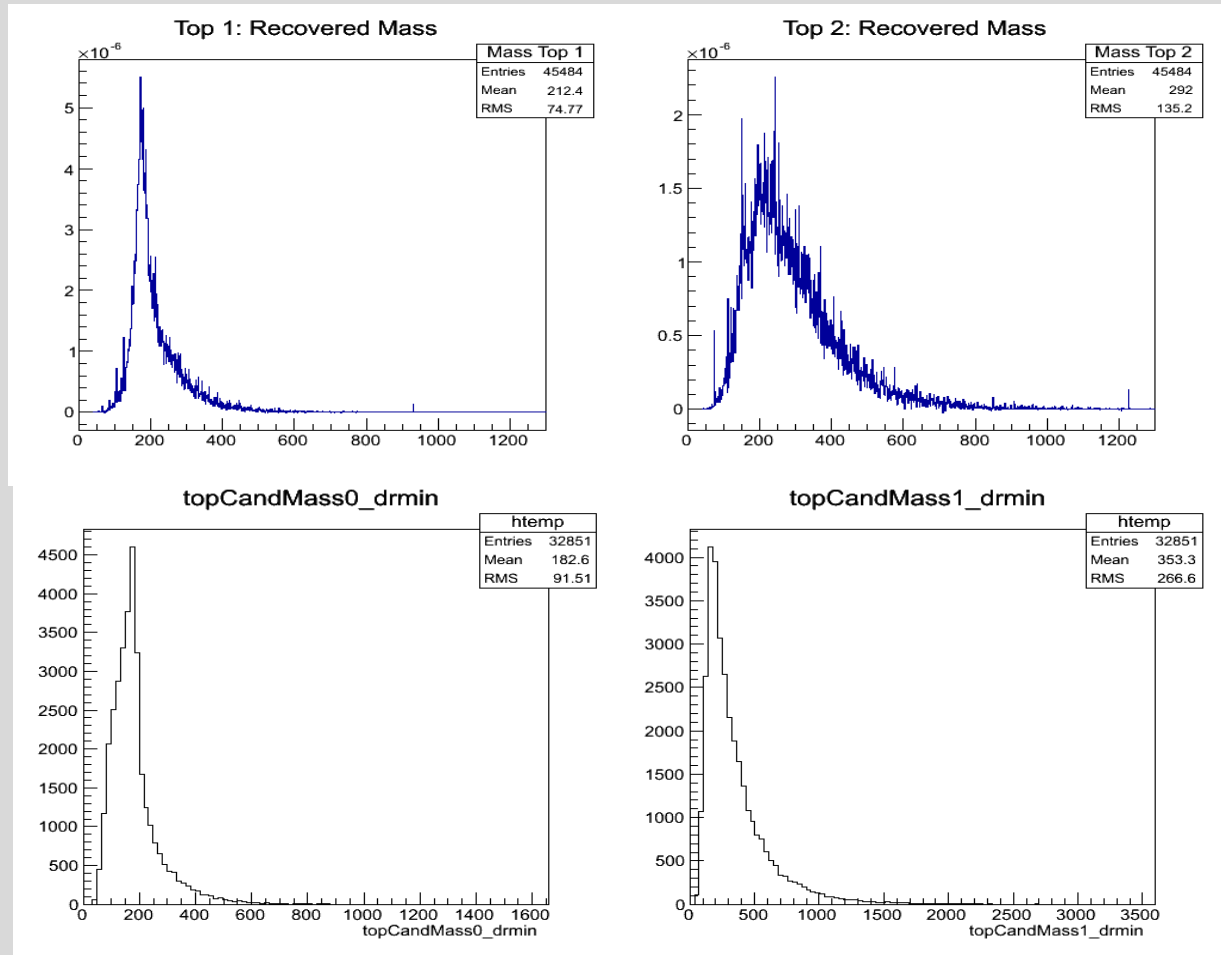 Top 1: Recovered Mass
×10⁻⁶
Mass Top 1
Entries 45484
Mean 212.4
RMS 74.77
5
4
3
2
1
0
0 200 400 600 800 1000 1200
Top 2: Recovered Mass
×10⁻⁶
Mass Top 2
Entries 45484
Mean 292
RMS 135.2
2
1.5
1
0.5
0
0 200 400 600 800 1000 1200
topCandMass0_drmin
htemp
Entries 32851
Mean 182.6
RMS 91.51
4500
4000
3500
3000
2500
2000
1500
1000
500
0
0 200 400 600 800 1000 1200 1400 1600
topCandMass0_drmin
topCandMass1_drmin
htemp
Entries 32851
Mean 353.3
RMS 266.6
4000
3500
3000
2500
2000
1500
1000
500
0
0 500 1000 1500 2000 2500 3000 3500
topCandMass1_drmin